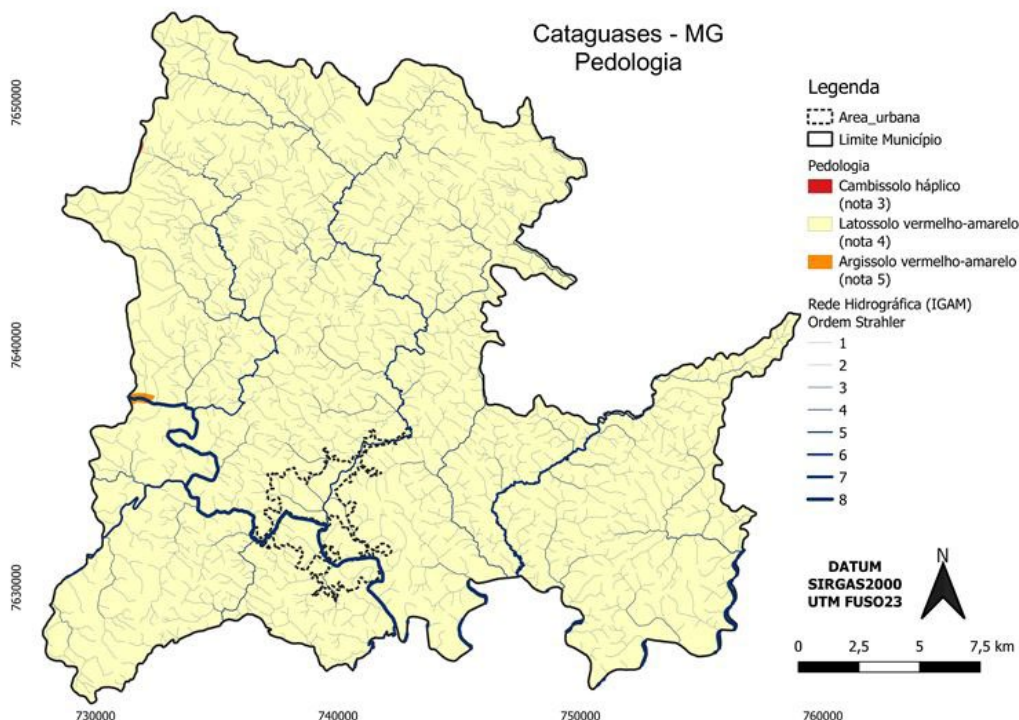 Cataguases - MG
Pedologia
Legenda
Area_urbana
Limite Município
Pedologia
Cambissolo háplico
(nota 3)
Latossolo vermelho-amarelo
(nota 4)
Argissolo vermelho-amarelo
(nota 5)
Rede Hidrográfica (IGAM)
Ordem Strahler
1
2
3
4
5
6
7
8
DATUM
SIRGAS2000
UTM FUSO23
N
0 2,5 5 7,5 km
7650000
7640000
7630000
730000 740000 750000 760000